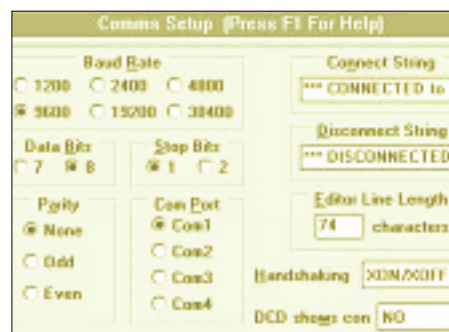 Comms Setup (Press F1 For Help)
Baud Rate
1200 2400 4800
9600 19200 38400
Data Bits
7 8
Stop Bits
1 2
Parity
None
Odd
Even
Com Port
Com1
Com2
Com3
Com4
Connect String
*** CONNECTED to
Disconnect String
*** DISCONNECTED
Editor Line Length
74 characters
Handshaking XON/XOFF
DCD shows con NO